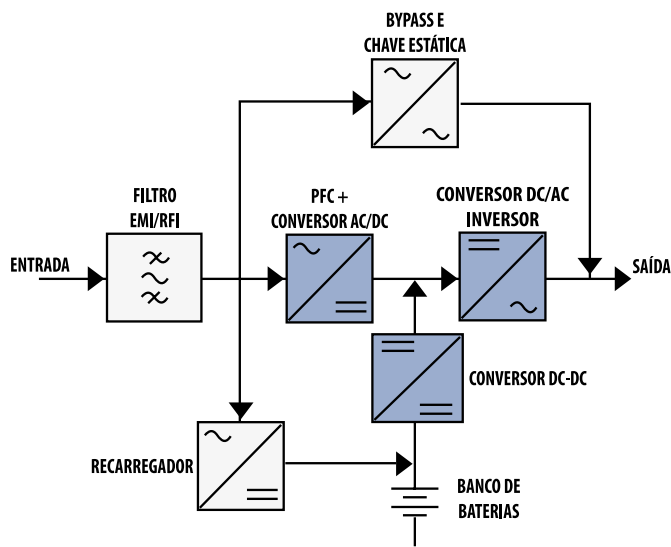 BYPASS E
CHAVE ESTÁTICA
FILTRO
EMI/RFI
PFC +
CONVERSOR AC/DC
CONVERSOR DC/AC
INVERSOR
ENTRADA
SAÍDA
CONVERSOR DC-DC
RECARREGADOR
BANCO DE
BATERIAS